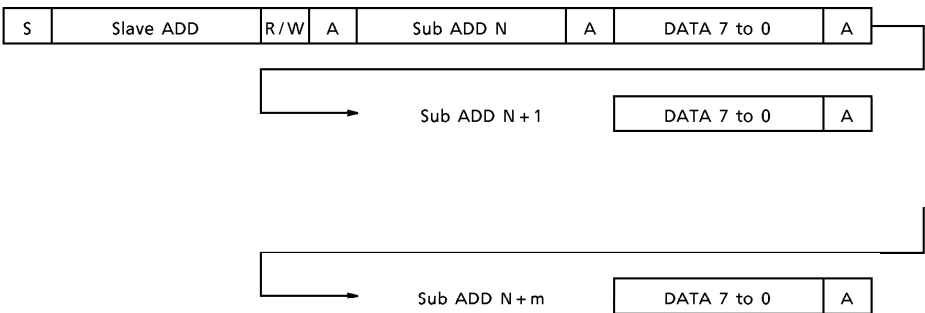 S Slave ADD R/W A Sub ADD N A DATA 7 to 0 A
Sub ADD N+1 DATA 7 to 0 A
Sub ADD N+m DATA 7 to 0 A